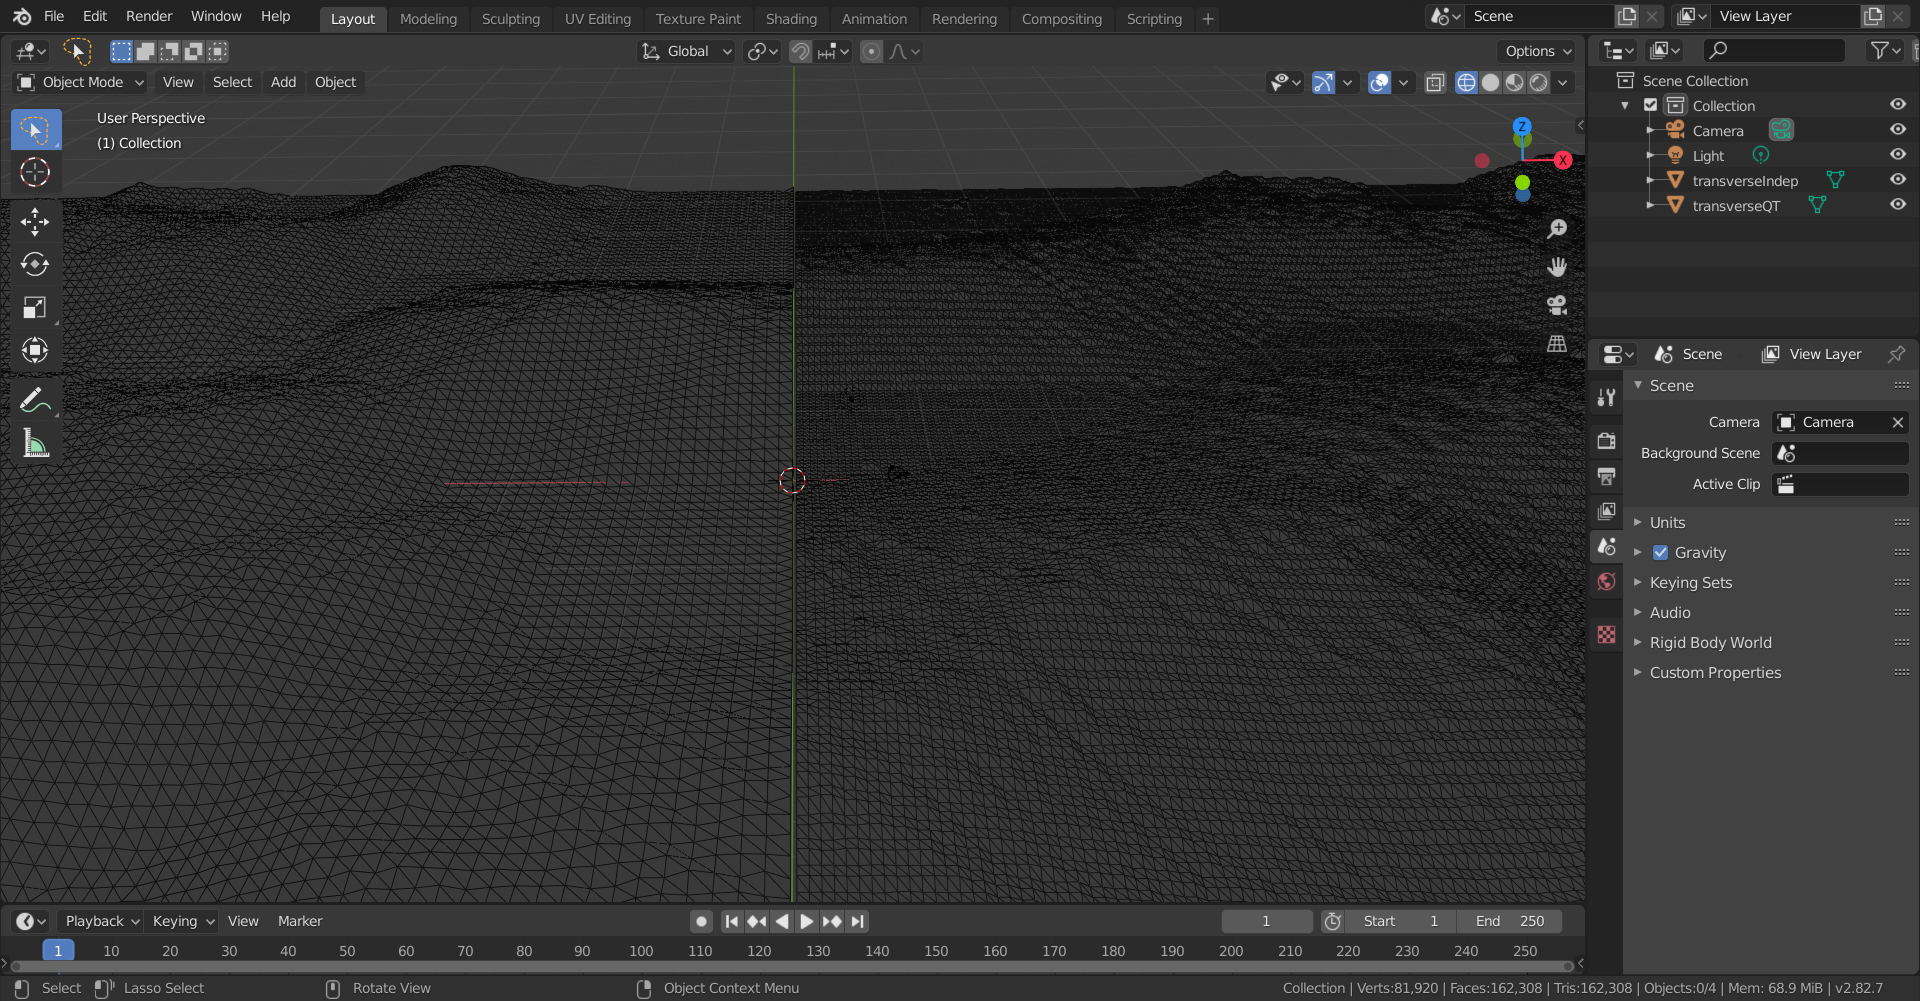 File Edit Render Window Help Layout Modeling Sculpting UV Editing Texture Paint Shading Animation Rendering Compositing Scripting + Scene View Layer
Global Options
Object Mode View Select Add Object
User Perspective
(1) Collection
Z
X
Scene Collection
Collection
Camera
Light
transverseIndep
transverseQT
Scene View Layer
Scene
Camera Camera
Background Scene
Active Clip
Units
Gravity
Keying Sets
Audio
Rigid Body World
Custom Properties
Playback Keying View Marker 1 Start 1 End 250
1 10 20 30 40 50 60 70 80 90 100 110 120 130 140 150 160 170 180 190 200 210 220 230 240 250
Select Lasso Select Rotate View Object Context Menu Collection | Verts:81,920 | Faces:162,308 | Tris:162,308 | Objects:0/4 | Mem: 68.9 MiB | v2.82.7